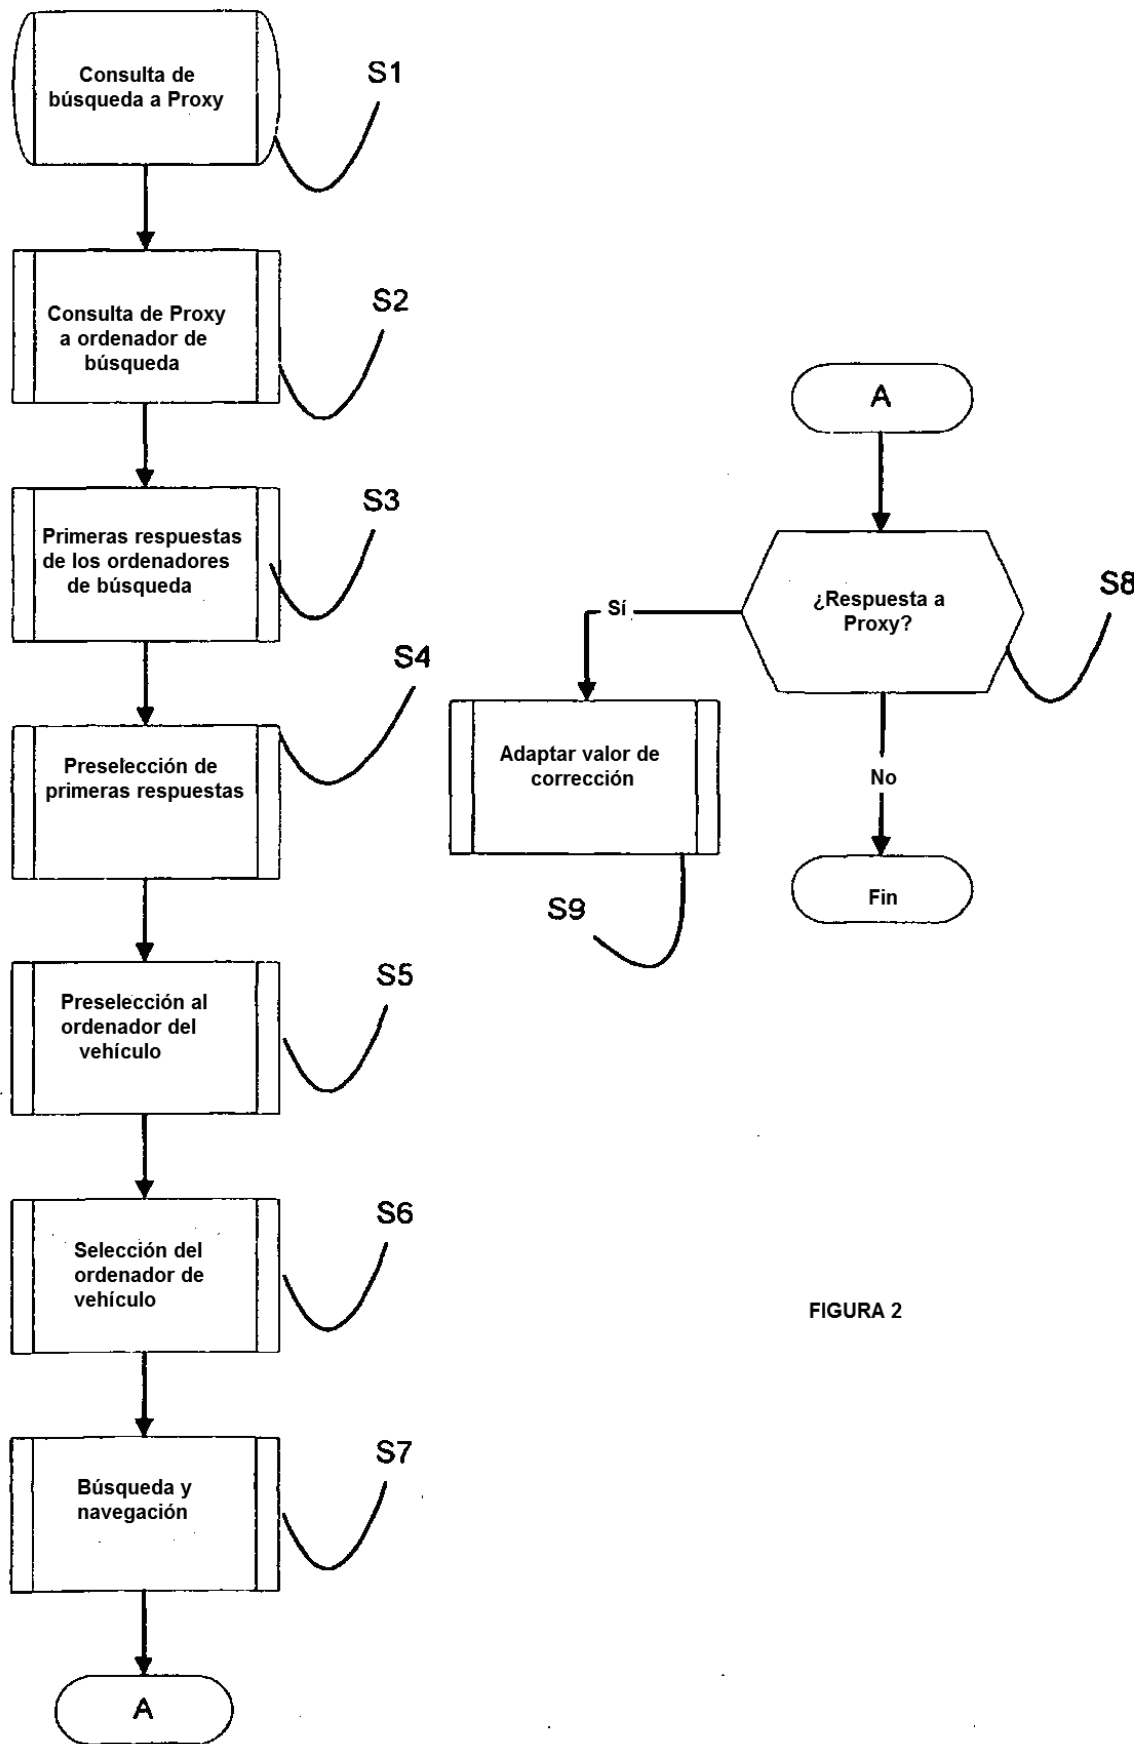 Consulta de
búsqueda a Proxy
S1
Consulta de Proxy
a ordenador de
búsqueda
S2
Primeras respuestas
de los ordenadores
de búsqueda
S3
Preselección de
primeras respuestas
S4
Preselección al
ordenador del
vehículo
S5
Selección del
ordenador de
vehículo
S6
Búsqueda y
navegación
S7
A
A
¿Respuesta a
Proxy?
S8
Sí
Adaptar valor de
corrección
S9
No
Fin
FIGURA 2